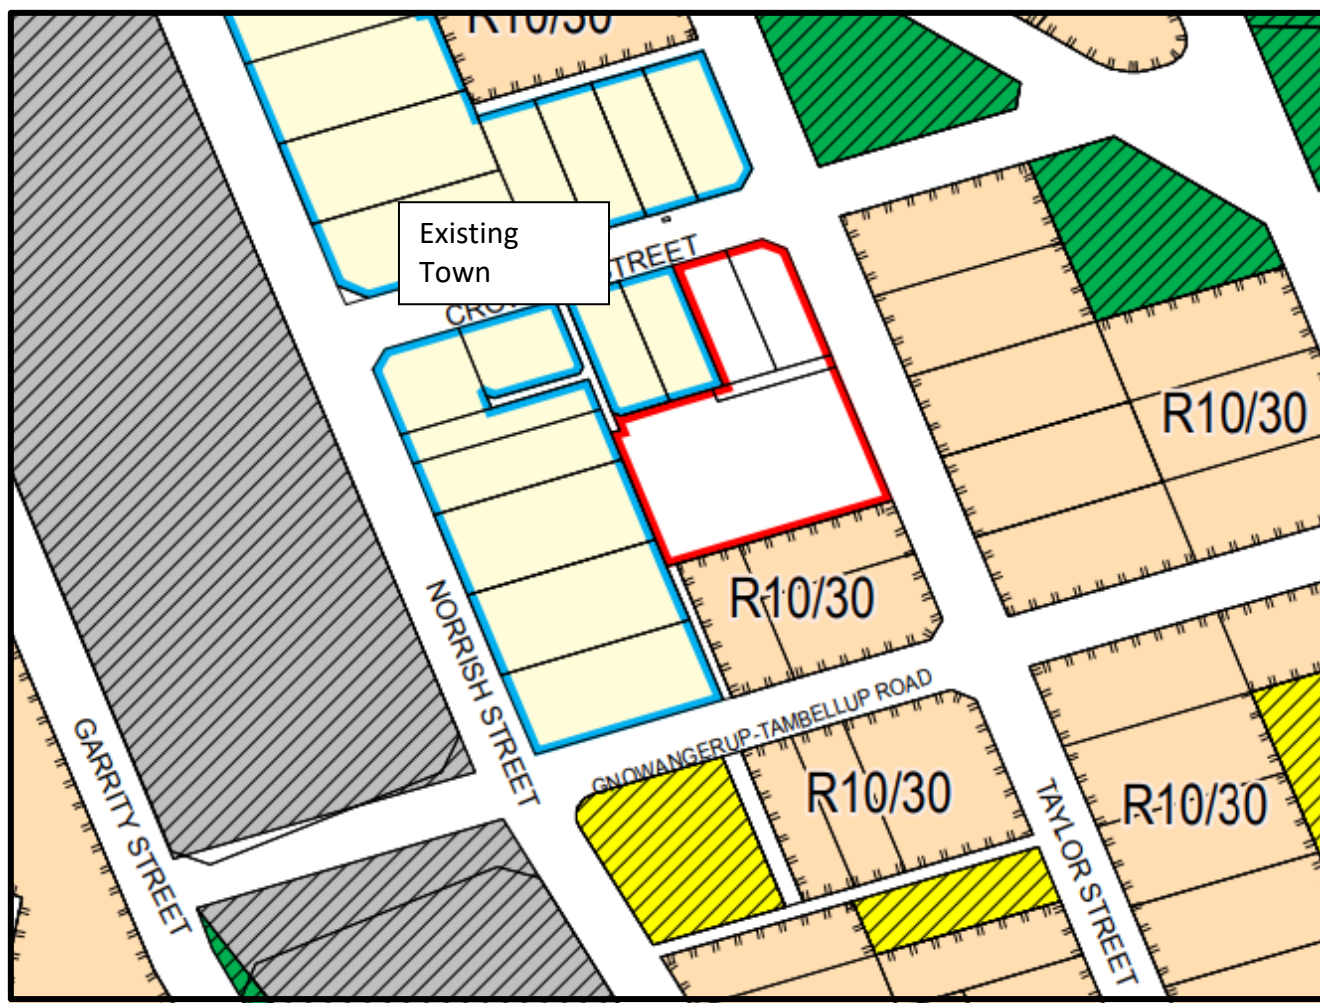 R10/30
Existing
Town
STREET
R10/30
R10/30
NORRISH STREET
GNOWANGERUP-TAMBELLUP ROAD
GARRITY STREET
R10/30
TAYLOR STREET
R10/30